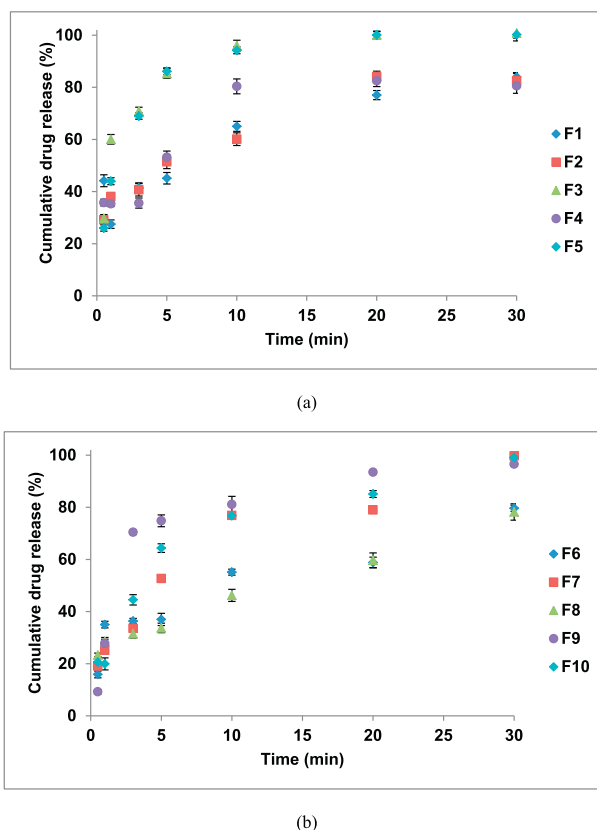 Cumulative drug release (%)
100
80
60
40
20
0
0 5 10 15 20 25 30
Time (min)
F1
F2
F3
F4
F5
(a)
Cumulative drug release (%)
100
80
60
40
20
0
0 5 10 15 20 25 30
Time (min)
F6
F7
F8
F9
F10
(b)